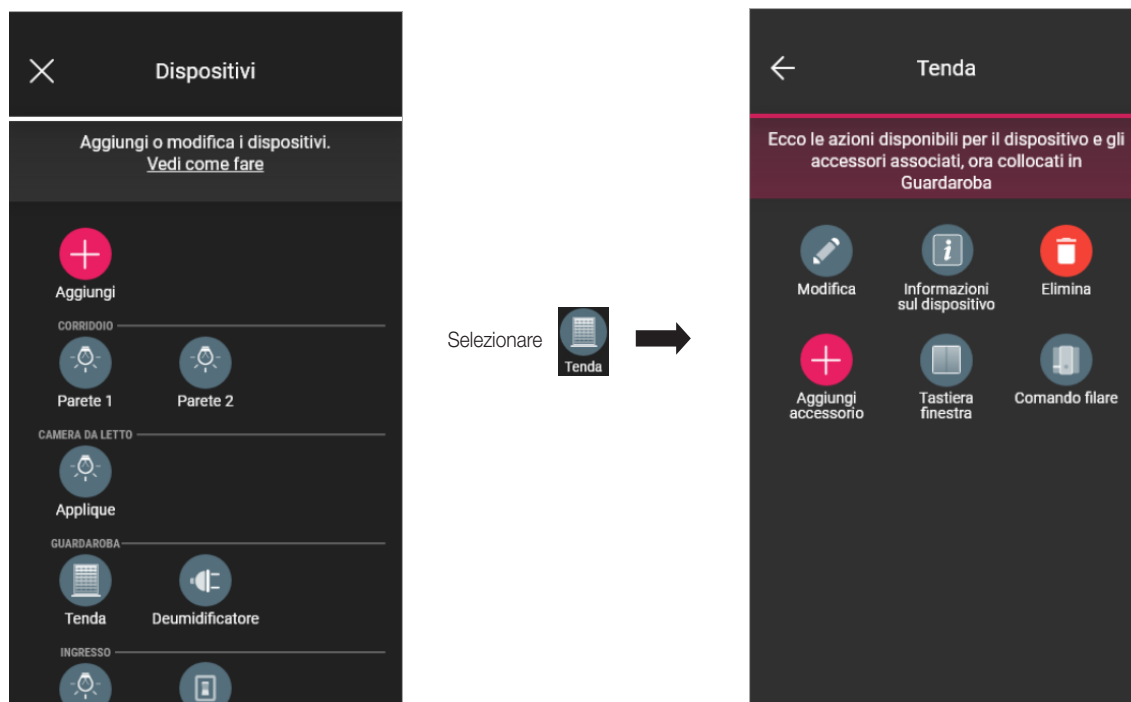 Dispositivi
Aggiungi o modifica i dispositivi.
Vedi come fare
Aggiungi
CORRIDOIO
Parete 1
Parete 2
CAMERA DA LETTO
Applique
GUARDAROBA
Tenda
Deumidificatore
INGRESSO
Selezionare
Tenda
Tenda
Ecco le azioni disponibili per il dispositivo e gli
accessori associati, ora collocati in
Guardaroba
Modifica
Informazioni
sul dispositivo
Elimina
Aggiungi
accessorio
Tastiera
finestra
Comando filare